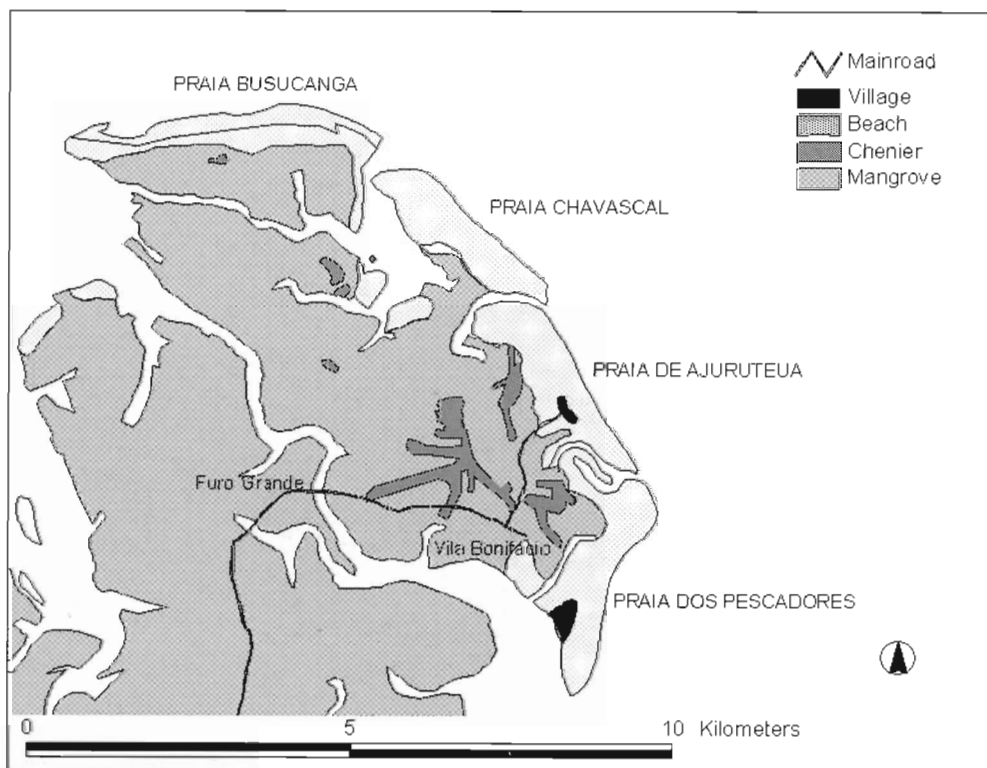 PRAIA BUSUCANGA
Mainroad
Village
Beach
Chenier
Mangrove
PRAIA CHAVASCAL
PRAIA DE AJURUTEUA
Furo Grande
Vila Bonifácio
PRAIA DOS PESCADORES
0 5 10 Kilometers